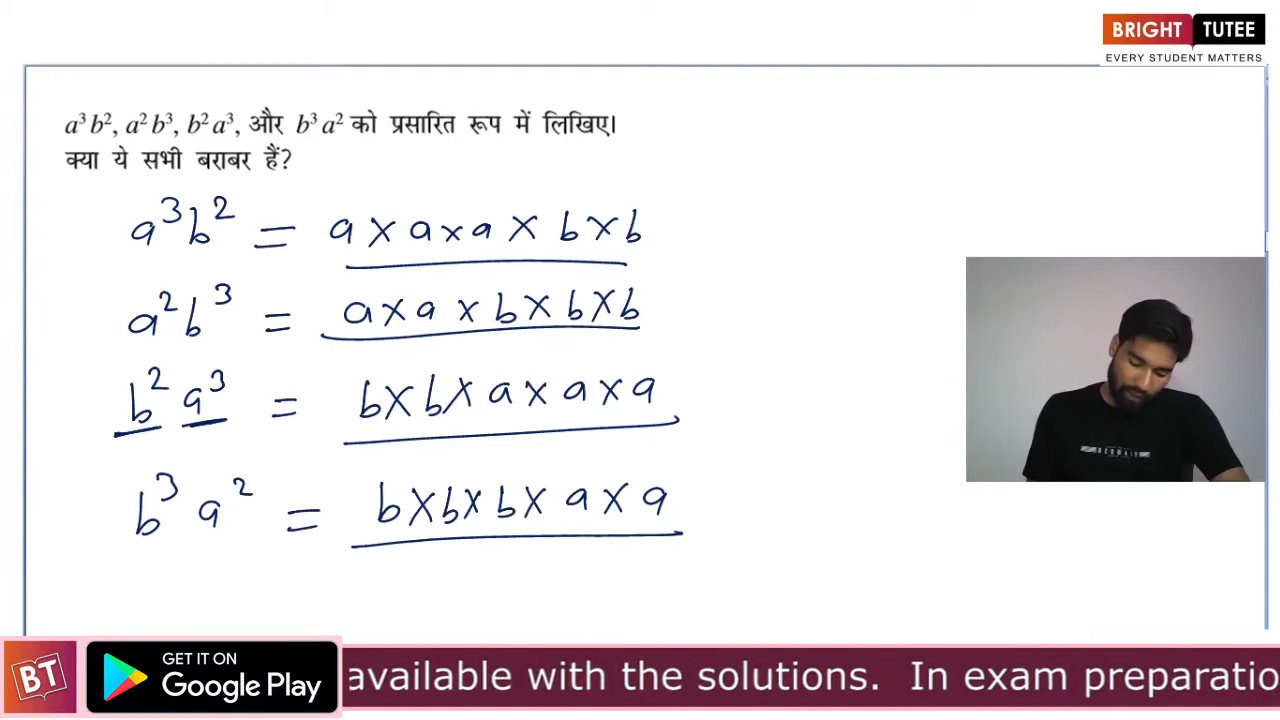 BRIGHT TUTEE
EVERY STUDENT MATTERS
a³b², a²b³, b²a³, और b³a² को प्रसारित रूप में लिखिए।
क्या ये सभी बराबर हैं?
a³b² = a×a×a×b×b
a²b³ = a×a×b×b×b
b²a³ = b×b×a×a×a
b³a² = b×b×b×a×a
BT
GET IT ON
Google Play
available with the solutions. In exam preparatio